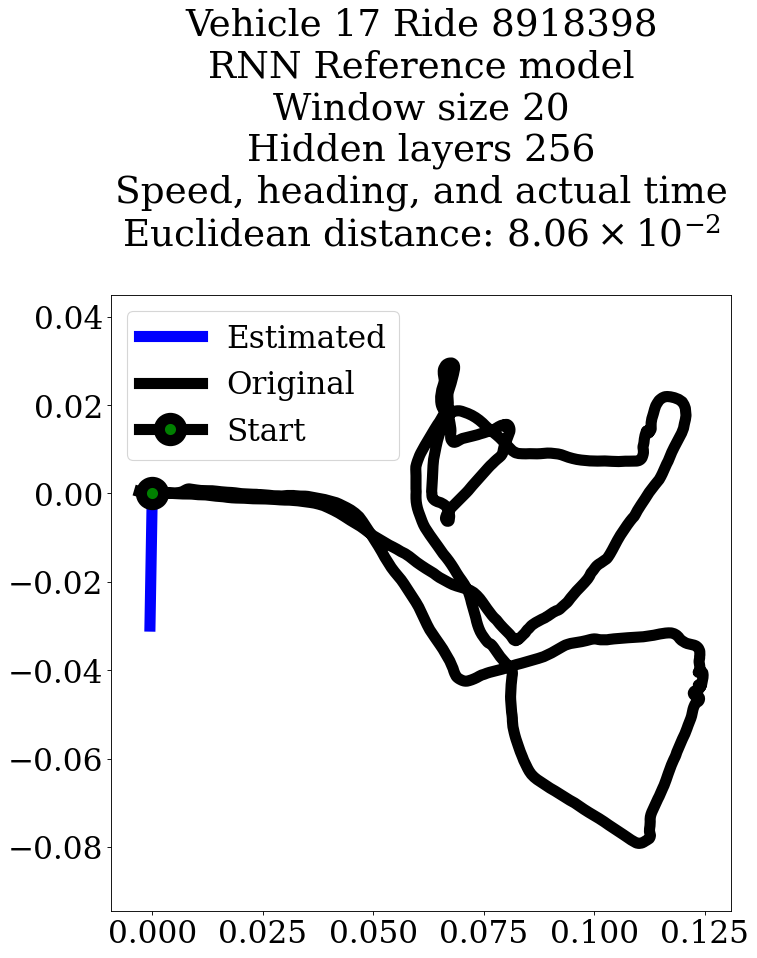 Vehicle 17 Ride 8918398
RNN Reference model
Window size 20
Hidden layers 256
Speed, heading, and actual time
Euclidean distance: 8.06 × 10⁻²
Estimated
Original
Start
0.04
0.02
0.00
−0.02
−0.04
−0.06
−0.08
0.000 0.025 0.050 0.075 0.100 0.125